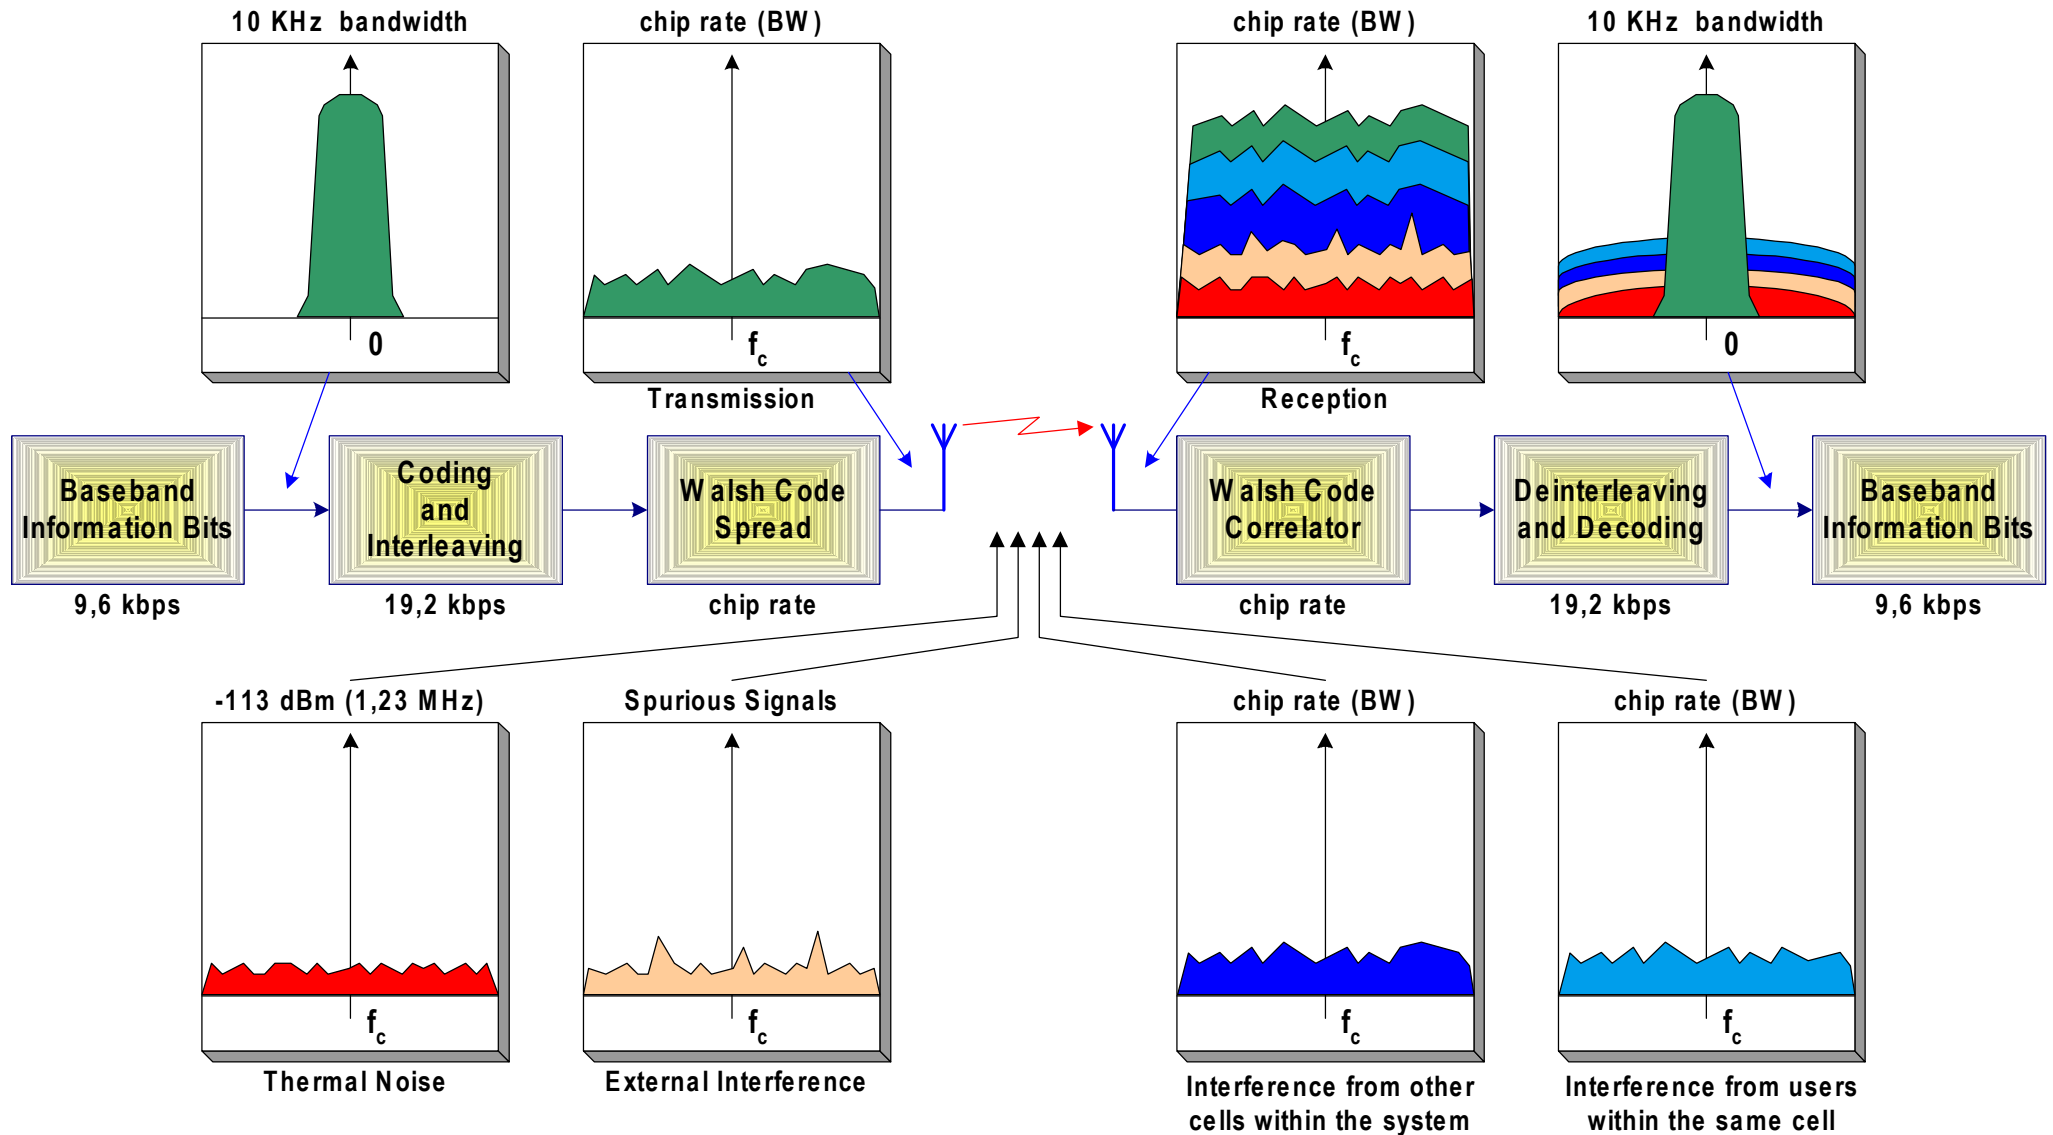 10 KHz bandwidth
chip rate (BW)
chip rate (BW)
10 KHz bandwidth
0
fc
fc
0
Transmission
Reception
Baseband
Information Bits
Coding
and
Interleaving
Walsh Code
Spread
Walsh Code
Correlator
Deinterleaving
and Decoding
Baseband
Information Bits
9,6 kbps
19,2 kbps
chip rate
chip rate
19,2 kbps
9,6 kbps
-113 dBm (1,23 MHz)
Spurious Signals
chip rate (BW)
chip rate (BW)
fc
fc
fc
fc
Thermal Noise
External Interference
Interference from other
cells within the system
Interference from users
within the same cell